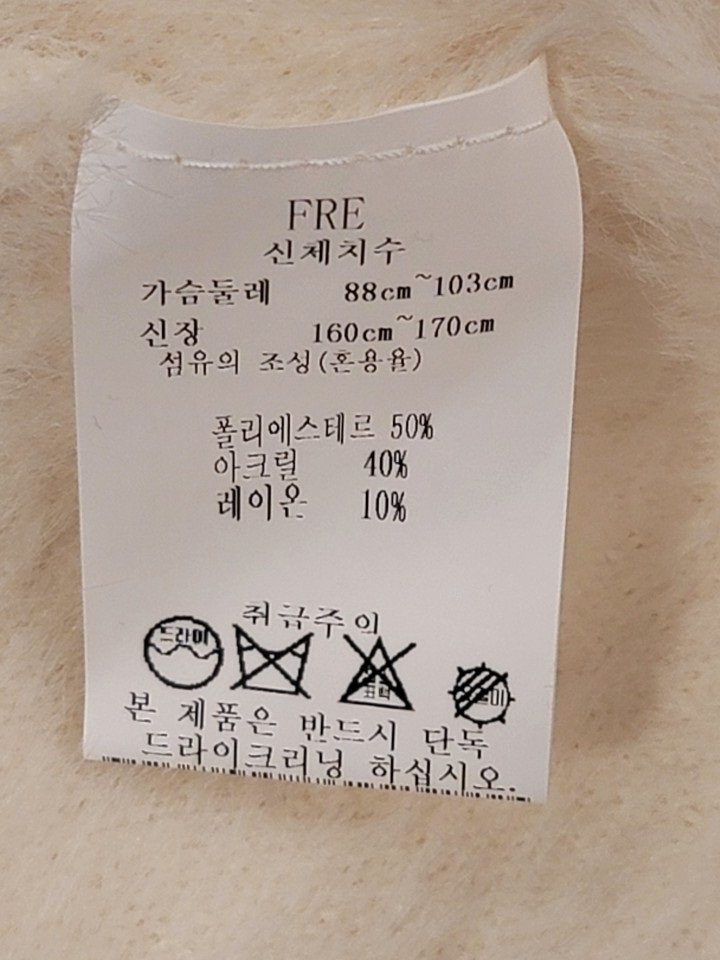 FRE
신체치수
가슴둘레 88cm~103cm
신장 160cm~170cm
섬유의 조성(혼용율)
폴리에스테르 50%
아크릴 40%
레이온 10%
취급주의
드라이
표백
본 제품은 반드시 단독
드라이크리닝 하십시오.